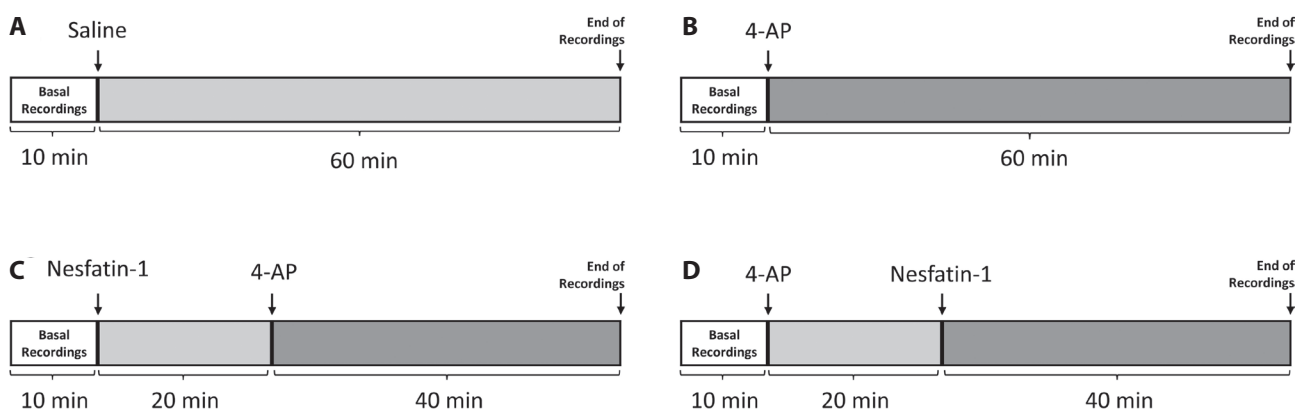 A
Saline
End of
Recordings
Basal
Recordings
10 min
60 min
B
4-AP
End of
Recordings
Basal
Recordings
10 min
60 min
C
Nesfatin-1
4-AP
End of
Recordings
Basal
Recordings
10 min
20 min
40 min
D
4-AP
Nesfatin-1
End of
Recordings
Basal
Recordings
10 min
20 min
40 min